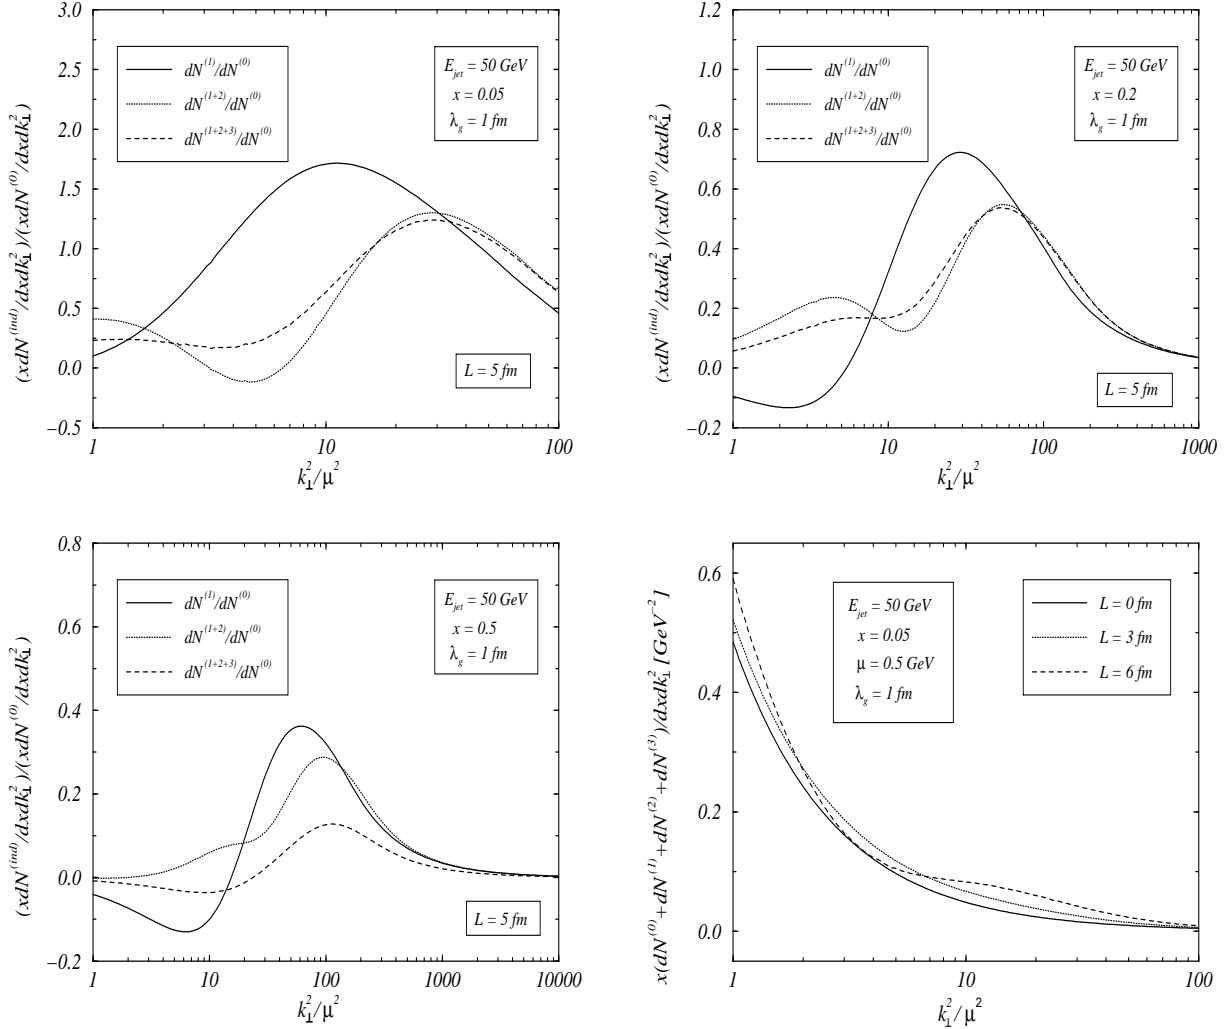 3.0
2.5
2.0
1.5
1.0
0.5
0.0
−0.5
1
10
100
k⊥²/μ²
(xdN^(ind)/dxdk⊥²)/(xdN^(0)/dxdk⊥²)
dN^(1)/dN^(0)
dN^(1+2)/dN^(0)
dN^(1+2+3)/dN^(0)
E_jet = 50 GeV
x = 0.05
λ_g = 1 fm
L = 5 fm
1.2
1.0
0.8
0.6
0.4
0.2
0.0
−0.2
1
10
100
1000
k⊥²/μ²
(xdN^(ind)/dxdk⊥²)/(xdN^(0)/dxdk⊥²)
dN^(1)/dN^(0)
dN^(1+2)/dN^(0)
dN^(1+2+3)/dN^(0)
E_jet = 50 GeV
x = 0.2
λ_g = 1 fm
L = 5 fm
0.8
0.6
0.4
0.2
0.0
−0.2
1
10
100
1000
10000
k⊥²/μ²
(xdN^(ind)/dxdk⊥²)/(xdN^(0)/dxdk⊥²)
dN^(1)/dN^(0)
dN^(1+2)/dN^(0)
dN^(1+2+3)/dN^(0)
E_jet = 50 GeV
x = 0.5
λ_g = 1 fm
L = 5 fm
0.6
0.4
0.2
0.0
1
10
100
k⊥²/μ²
x(dN^(0)+dN^(1)+dN^(2)+dN^(3))/dxdk⊥² [GeV^−2]
E_jet = 50 GeV
x = 0.05
μ = 0.5 GeV
λ_g = 1 fm
L = 0 fm
L = 3 fm
L = 6 fm